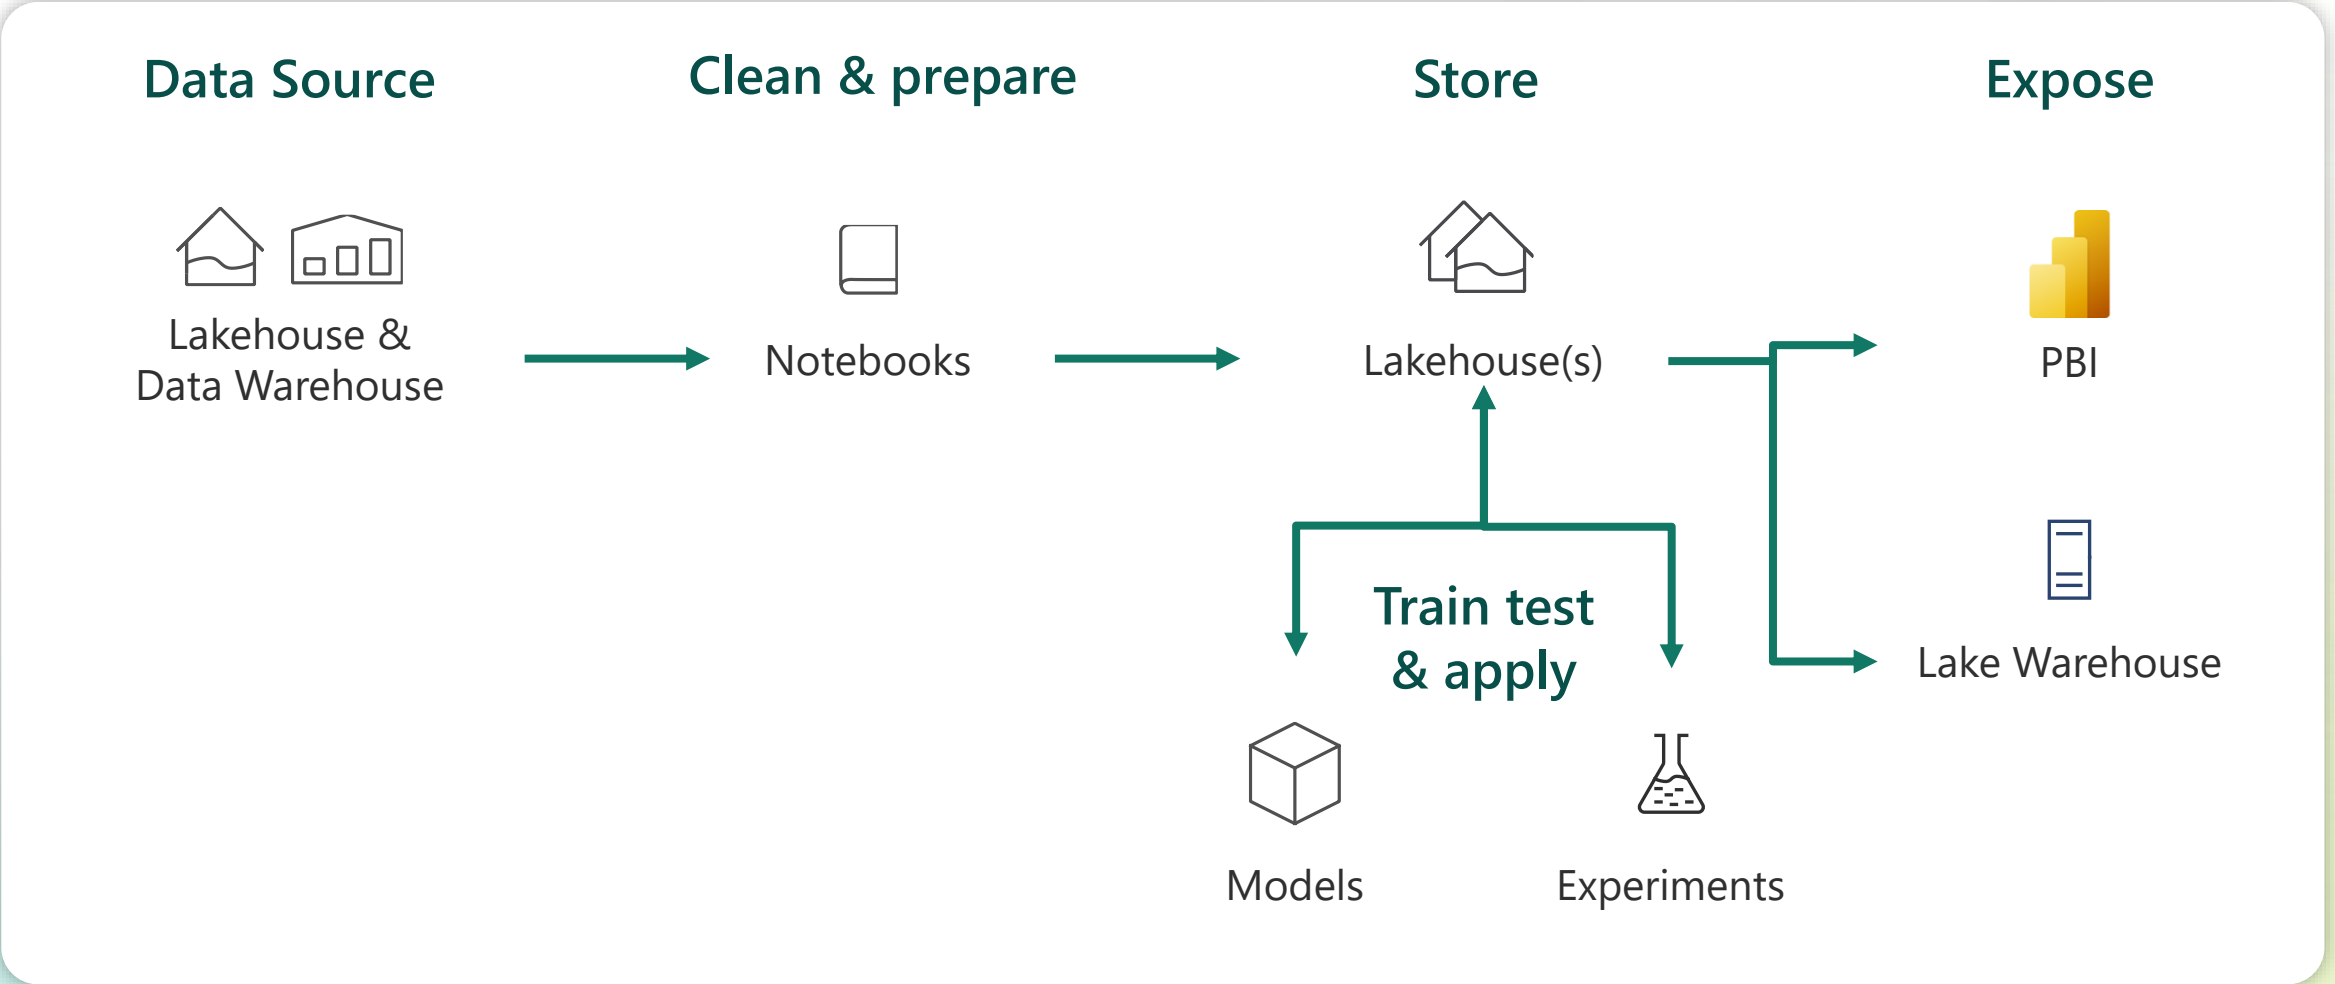 Data Source
Clean & prepare
Store
Expose
Lakehouse &
Data Warehouse
Notebooks
Lakehouse(s)
PBI
Train test
& apply
Lake Warehouse
Models
Experiments